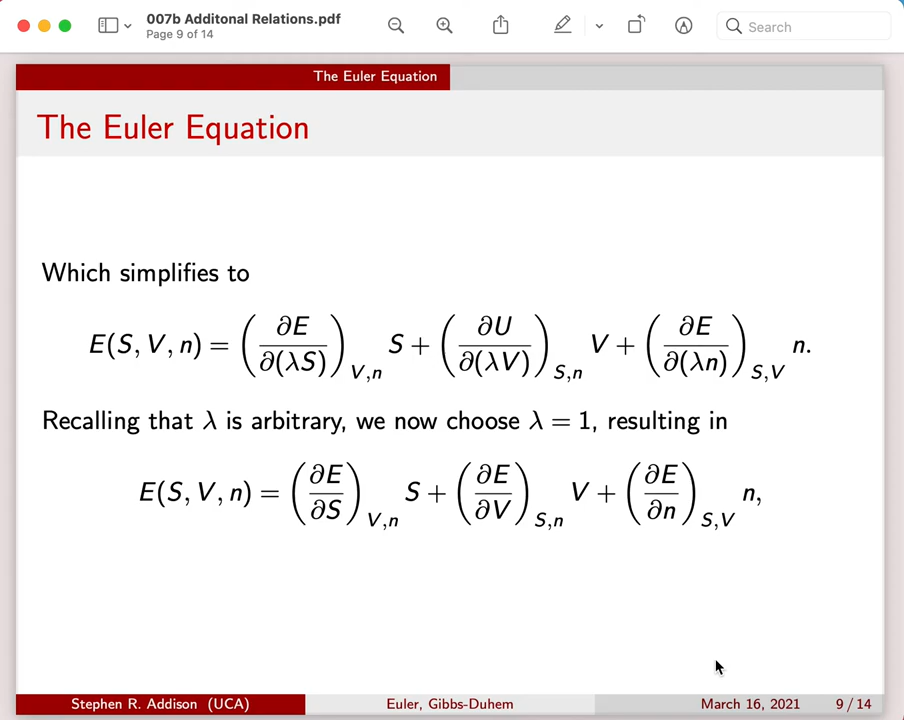 007b Additonal Relations.pdf
Page 9 of 14
Search
The Euler Equation
The Euler Equation
Which simplifies to
E(S, V, n) = (∂E/∂(λS))_{V,n} S + (∂U/∂(λV))_{S,n} V + (∂E/∂(λn))_{S,V} n.
Recalling that λ is arbitrary, we now choose λ = 1, resulting in
E(S, V, n) = (∂E/∂S)_{V,n} S + (∂E/∂V)_{S,n} V + (∂E/∂n)_{S,V} n,
Stephen R. Addison (UCA) Euler, Gibbs-Duhem March 16, 2021 9 / 14